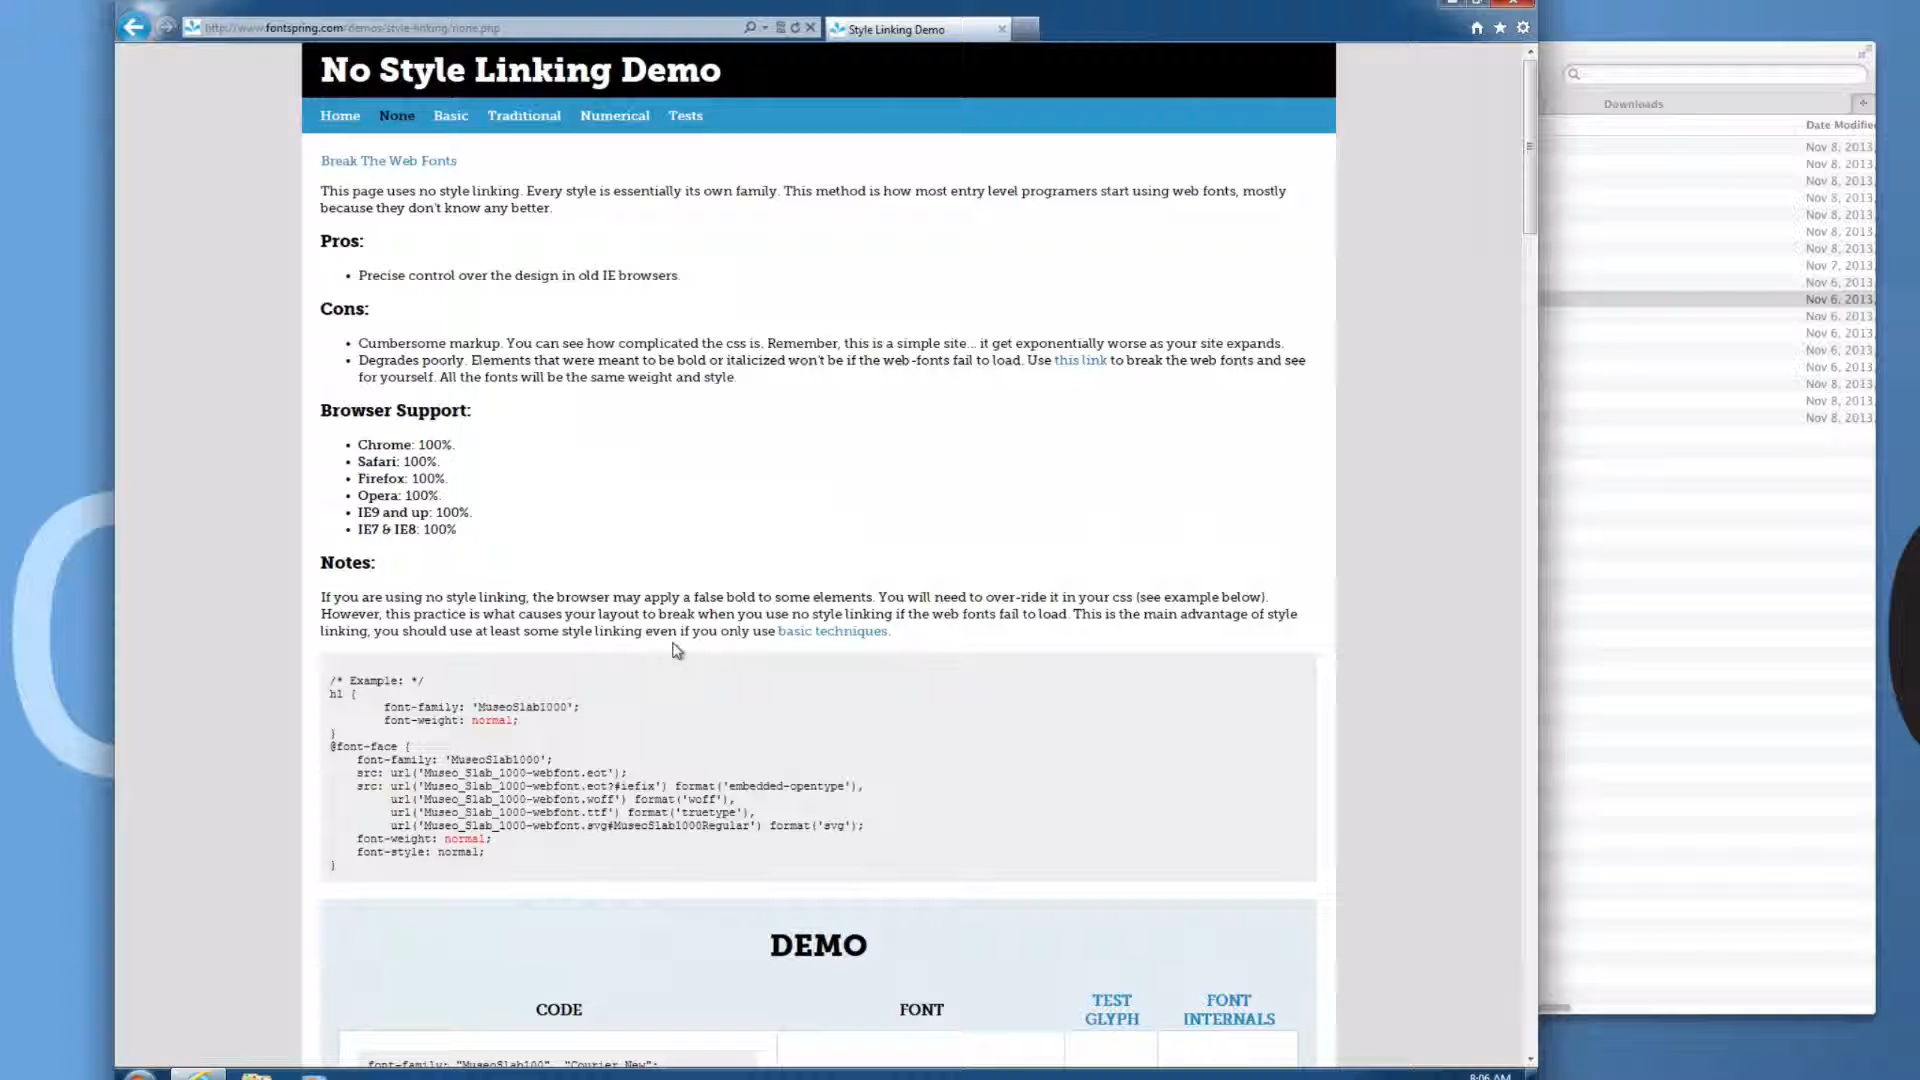 http://www.fontspring.com/demos/style-linking/none.php
Style Linking Demo
No Style Linking Demo
Home None Basic Traditional Numerical Tests
Break The Web Fonts
This page uses no style linking. Every style is essentially its own family. This method is how most entry level programers start using web fonts, mostly
because they don't know any better.
Pros:
• Precise control over the design in old IE browsers.
Cons:
• Cumbersome markup. You can see how complicated the css is. Remember, this is a simple site... it get exponentially worse as your site expands.
• Degrades poorly. Elements that were meant to be bold or italicized won't be if the web-fonts fail to load. Use this link to break the web fonts and see
for yourself. All the fonts will be the same weight and style.
Browser Support:
• Chrome: 100%.
• Safari: 100%.
• Firefox: 100%.
• Opera: 100%.
• IE9 and up: 100%.
• IE7 & IE8: 100%
Notes:
If you are using no style linking, the browser may apply a false bold to some elements. You will need to over-ride it in your css (see example below).
However, this practice is what causes your layout to break when you use no style linking if the web fonts fail to load. This is the main advantage of style
linking, you should use at least some style linking even if you only use basic techniques.
/* Example: */
h1 {
font-family: 'MuseoSlab1000';
font-weight: normal;
}
@font-face {
font-family: 'MuseoSlab1000';
src: url('Museo_Slab_1000-webfont.eot');
src: url('Museo_Slab_1000-webfont.eot?#iefix') format('embedded-opentype'),
url('Museo_Slab_1000-webfont.woff') format('woff'),
url('Museo_Slab_1000-webfont.ttf') format('truetype'),
url('Museo_Slab_1000-webfont.svg#MuseoSlab1000Regular') format('svg');
font-weight: normal;
font-style: normal;
}
DEMO
CODE FONT TEST GLYPH FONT INTERNALS
font-family: "MuseoSlab100", "Courier New";
8:06 AM
Downloads
Date Modified
Nov 8, 2013,
Nov 8, 2013,
Nov 8, 2013,
Nov 8, 2013,
Nov 8, 2013,
Nov 8, 2013,
Nov 8, 2013,
Nov 7, 2013,
Nov 6, 2013,
Nov 6, 2013,
Nov 6, 2013,
Nov 6, 2013,
Nov 6, 2013,
Nov 6, 2013,
Nov 8, 2013,
Nov 8, 2013,
Nov 8, 2013,